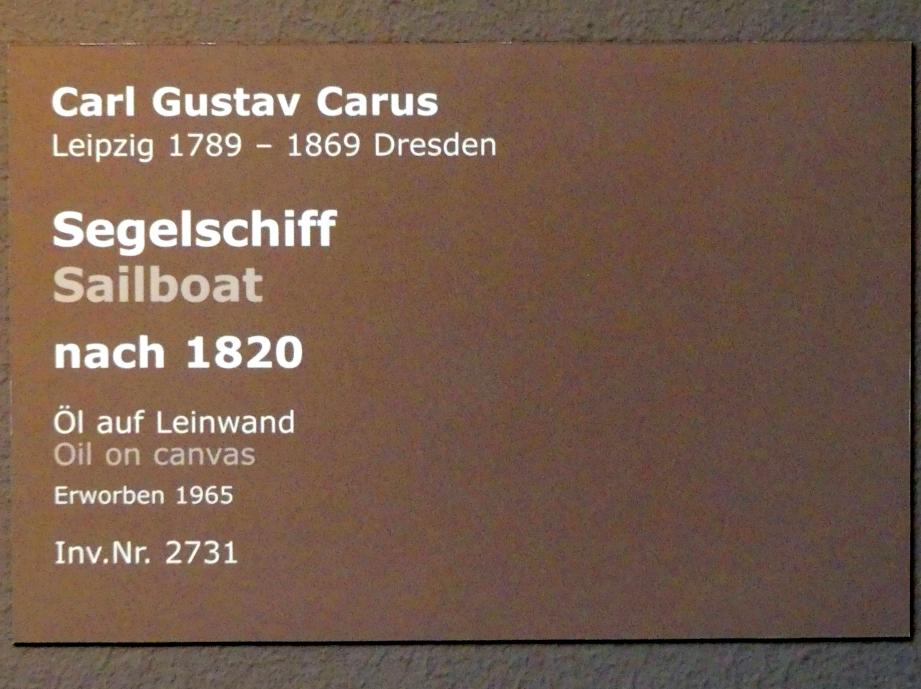 Carl Gustav Carus
Leipzig 1789 – 1869 Dresden
Segelschiff
Sailboat
nach 1820
Öl auf Leinwand
Oil on canvas
Erworben 1965
Inv.Nr. 2731